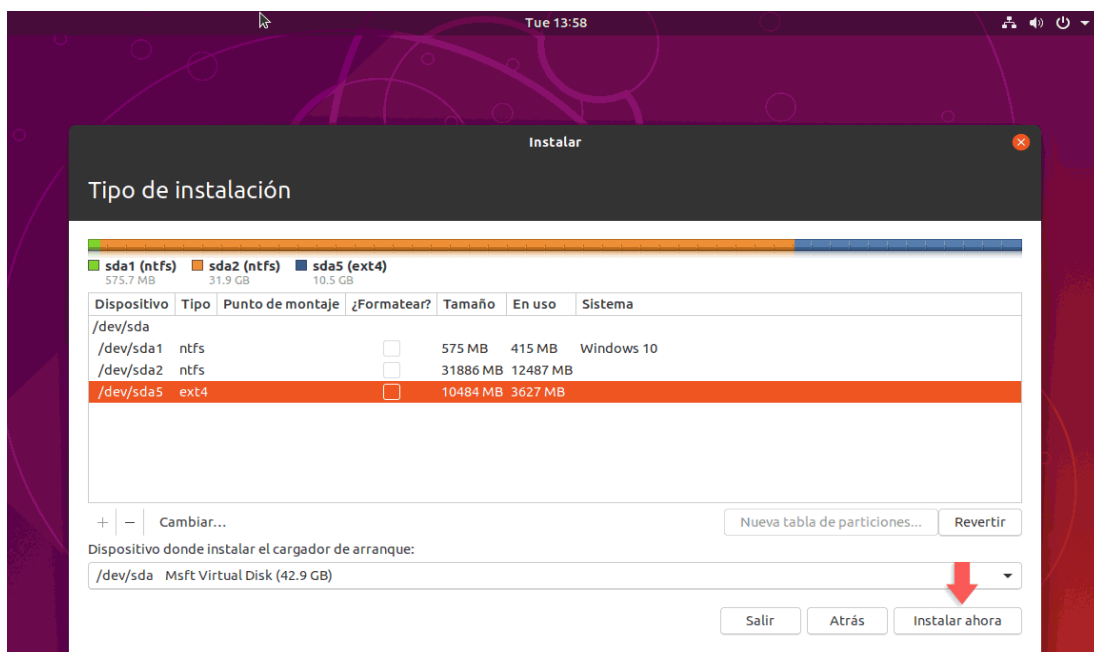 Tue 13:58
Instalar
Tipo de instalación
sda1 (ntfs) sda2 (ntfs) sda5 (ext4)
575.7 MB 31.9 GB 10.5 GB
Dispositivo Tipo Punto de montaje ¿Formatear? Tamaño En uso Sistema
/dev/sda
/dev/sda1 ntfs 575 MB 415 MB Windows 10
/dev/sda2 ntfs 31886 MB 12487 MB
/dev/sda5 ext4 10484 MB 3627 MB
+ − Cambiar... Nueva tabla de particiones... Revertir
Dispositivo donde instalar el cargador de arranque:
/dev/sda Msft Virtual Disk (42.9 GB)
Salir Atrás Instalar ahora